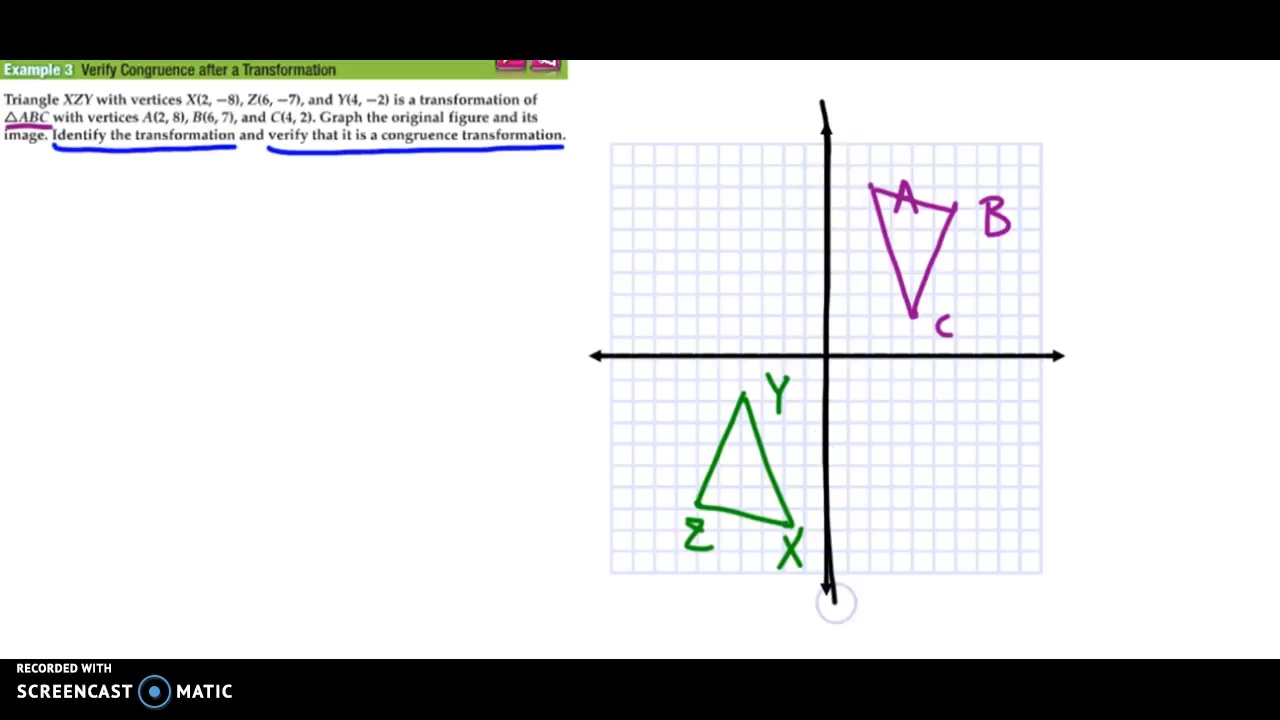 Example 3 Verify Congruence after a Transformation
Triangle XZY with vertices X(2, −8), Z(6, −7), and Y(4, −2) is a transformation of
△ABC with vertices A(2, 8), B(6, 7), and C(4, 2). Graph the original figure and its
image. Identify the transformation and verify that it is a congruence transformation.
A
B
C
Y
Z
X
RECORDED WITH
SCREENCAST MATIC